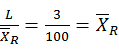 L/X̅_R = 3/100 = X̅_R